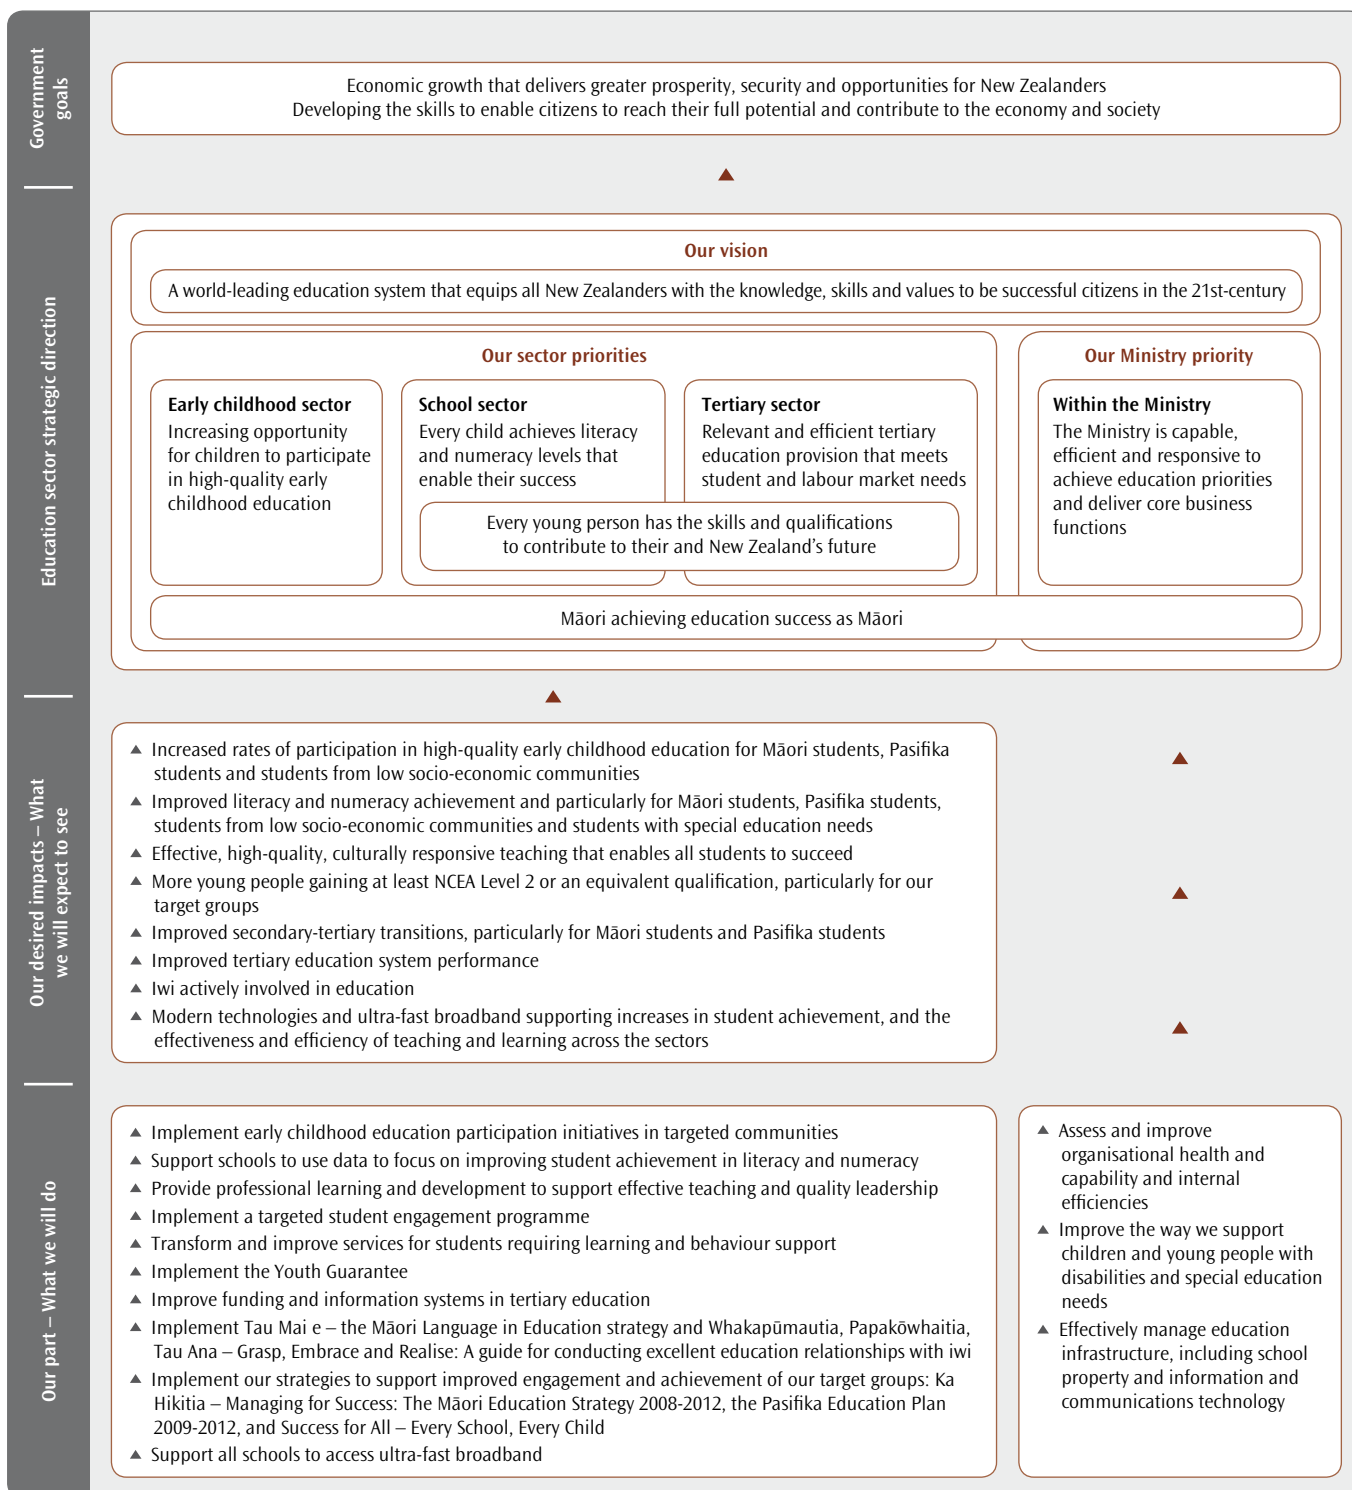 Government
goals
Economic growth that delivers greater prosperity, security and opportunities for New Zealanders
Developing the skills to enable citizens to reach their full potential and contribute to the economy and society
Education sector strategic direction
Our vision
A world-leading education system that equips all New Zealanders with the knowledge, skills and values to be successful citizens in the 21st-century
Our sector priorities
Early childhood sector
Increasing opportunity
for children to participate
in high-quality early
childhood education
School sector
Every child achieves literacy
and numeracy levels that
enable their success
Tertiary sector
Relevant and efficient tertiary
education provision that meets
student and labour market needs
Every young person has the skills and qualifications
to contribute to their and New Zealand's future
Our Ministry priority
Within the Ministry
The Ministry is capable,
efficient and responsive to
achieve education priorities
and deliver core business
functions
Māori achieving education success as Māori
Our desired impacts – What
we will expect to see
▲ Increased rates of participation in high-quality early childhood education for Māori students, Pasifika
students and students from low socio-economic communities
▲ Improved literacy and numeracy achievement and particularly for Māori students, Pasifika students,
students from low socio-economic communities and students with special education needs
▲ Effective, high-quality, culturally responsive teaching that enables all students to succeed
▲ More young people gaining at least NCEA Level 2 or an equivalent qualification, particularly for our
target groups
▲ Improved secondary-tertiary transitions, particularly for Māori students and Pasifika students
▲ Improved tertiary education system performance
▲ Iwi actively involved in education
▲ Modern technologies and ultra-fast broadband supporting increases in student achievement, and the
effectiveness and efficiency of teaching and learning across the sectors
Our part – What we will do
▲ Implement early childhood education participation initiatives in targeted communities
▲ Support schools to use data to focus on improving student achievement in literacy and numeracy
▲ Provide professional learning and development to support effective teaching and quality leadership
▲ Implement a targeted student engagement programme
▲ Transform and improve services for students requiring learning and behaviour support
▲ Implement the Youth Guarantee
▲ Improve funding and information systems in tertiary education
▲ Implement Tau Mai e – the Māori Language in Education strategy and Whakapūmautia, Papakōwhaitia,
Tau Ana – Grasp, Embrace and Realise: A guide for conducting excellent education relationships with iwi
▲ Implement our strategies to support improved engagement and achievement of our target groups: Ka
Hikitia – Managing for Success: The Māori Education Strategy 2008-2012, the Pasifika Education Plan
2009-2012, and Success for All – Every School, Every Child
▲ Support all schools to access ultra-fast broadband
▲ Assess and improve
organisational health and
capability and internal
efficiencies
▲ Improve the way we support
children and young people with
disabilities and special education
needs
▲ Effectively manage education
infrastructure, including school
property and information and
communications technology